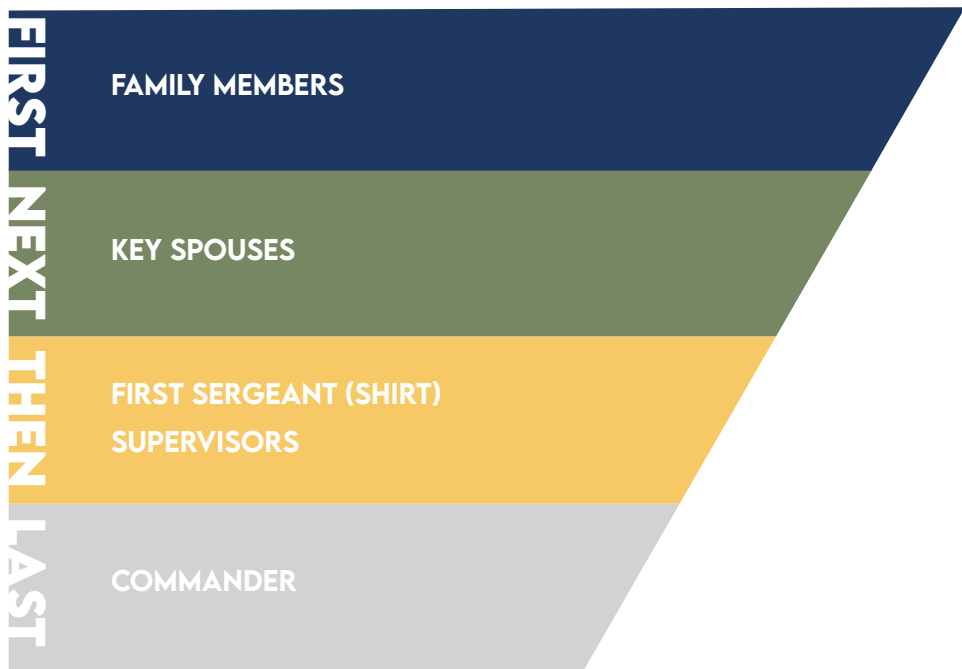 FIRST
FAMILY MEMBERS
NEXT
KEY SPOUSES
THEN
FIRST SERGEANT (SHIRT)
SUPERVISORS
LAST
COMMANDER